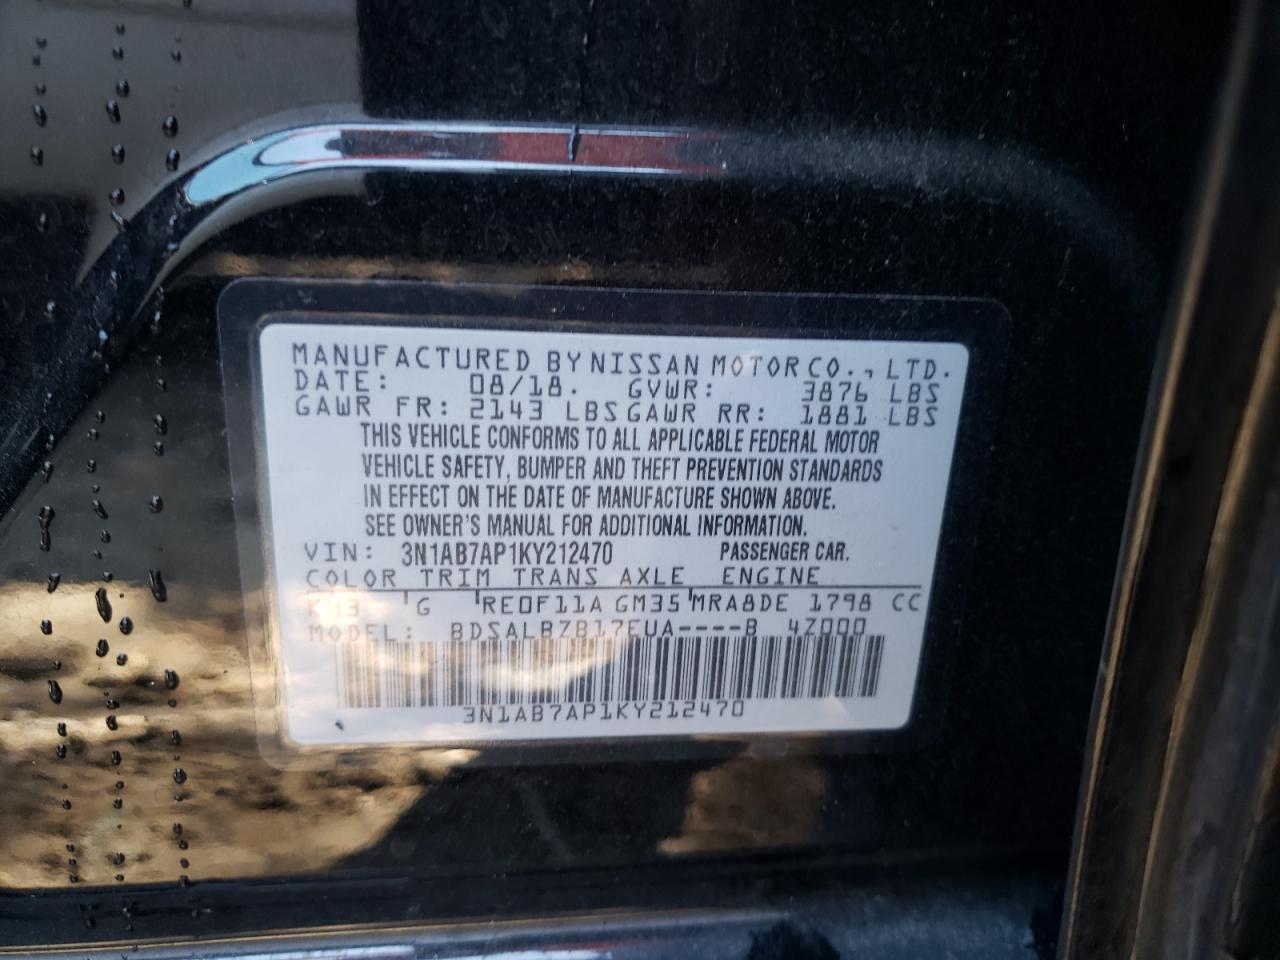 MANUFACTURED BY NISSAN MOTOR CO., LTD.
DATE: 08/18. GVWR: 3876 LBS
GAWR FR: 2143 LBS GAWR RR: 1881 LBS
THIS VEHICLE CONFORMS TO ALL APPLICABLE FEDERAL MOTOR
VEHICLE SAFETY, BUMPER AND THEFT PREVENTION STANDARDS
IN EFFECT ON THE DATE OF MANUFACTURE SHOWN ABOVE.
SEE OWNER'S MANUAL FOR ADDITIONAL INFORMATION.
VIN: 3N1AB7AP1KY212470 PASSENGER CAR.
COLOR TRIM TRANS AXLE ENGINE
KH3 G RE0F11A GM35 MRA8DE 1798 CC
MODEL: BDSALBZB17EUA----B 4Z000
3N1AB7AP1KY212470